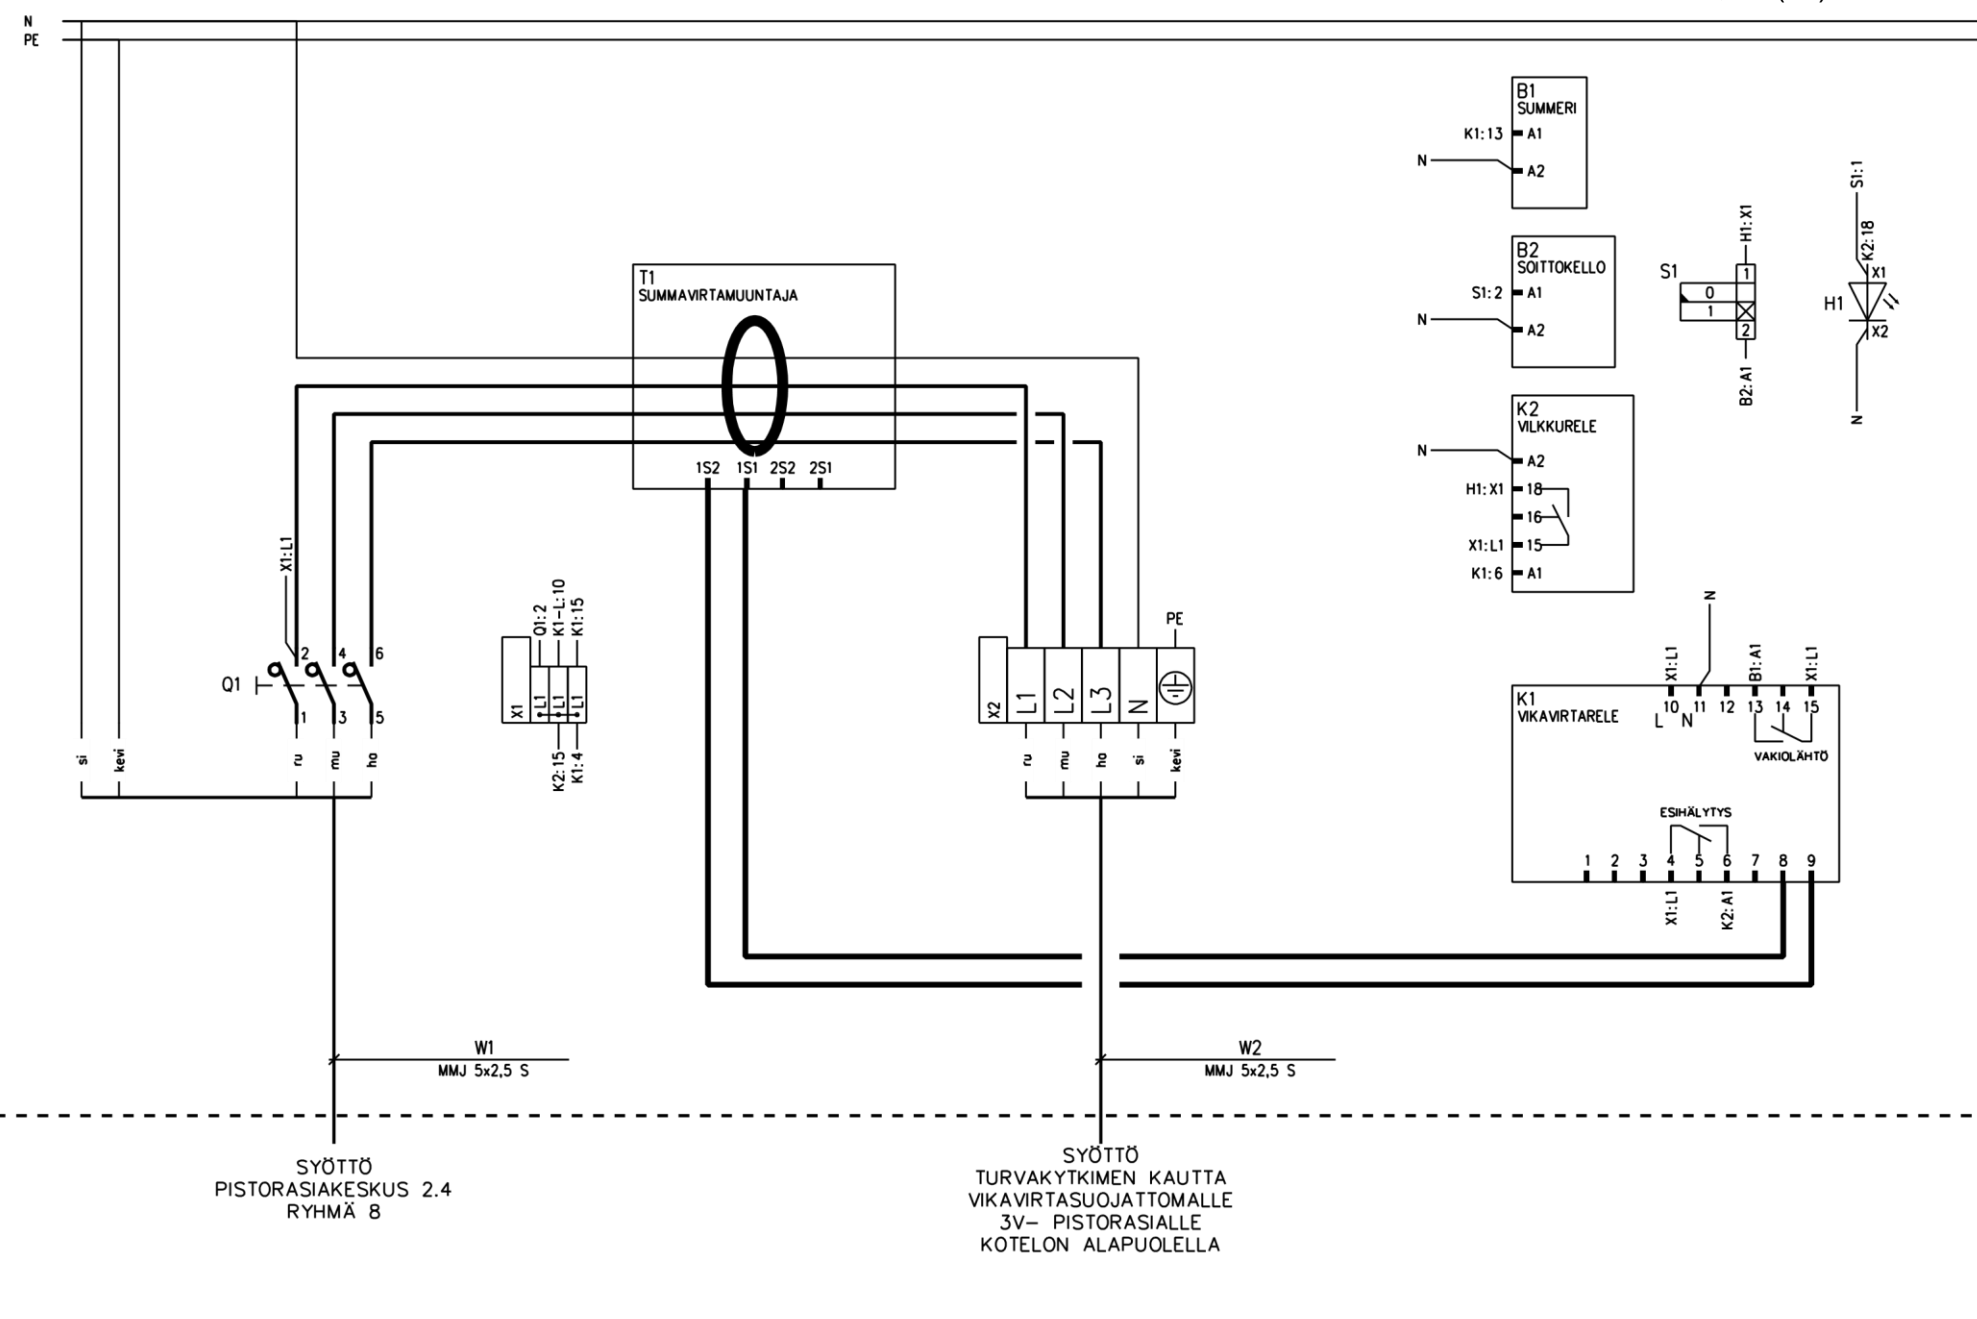 N
PE
B1
SUMMERI
K1:13 A1
N
A2
B2
SOITTOKELLO
S1:2 A1
N
A2
S1
H1:X1
1
0
1
2
B2:A1
S1:1
K2:18
X1
H1
X2
N
T1
SUMMAVIRTAMUUNTAJA
1S2 1S1 2S2 2S1
K2
VILKKURELE
N
A2
H1:X1 18
16
X1:L1 15
K1:6 A1
X1:L1
Q1
2 4 6
1 3 5
si kevi ru mu ha
Q1:2
K1-L:10
K1:15
X1 L1 L1 L1
K2:15
K1:4
PE
X2 L1 L2 L3 N
ru mu ha si kevi
N
X1:L1 B1:A1 X1:L1
K1
VIKAVIRTARELE
10 11 12 13 14 15
L N
VAKIOLÄHTÖ
ESIHÄLYTYS
1 2 3 4 5 6 7 8 9
X1:L1 K2:A1
W1
MMJ 5x2,5 S
W2
MMJ 5x2,5 S
SYÖTTÖ
PISTORASIAKESKUS 2.4
RYHMÄ 8
SYÖTTÖ
TURVAKYTKIMEN KAUTTA
VIKAVIRTASUOJATTOMALLE
3V- PISTORASIALLE
KOTELON ALAPUOLELLA